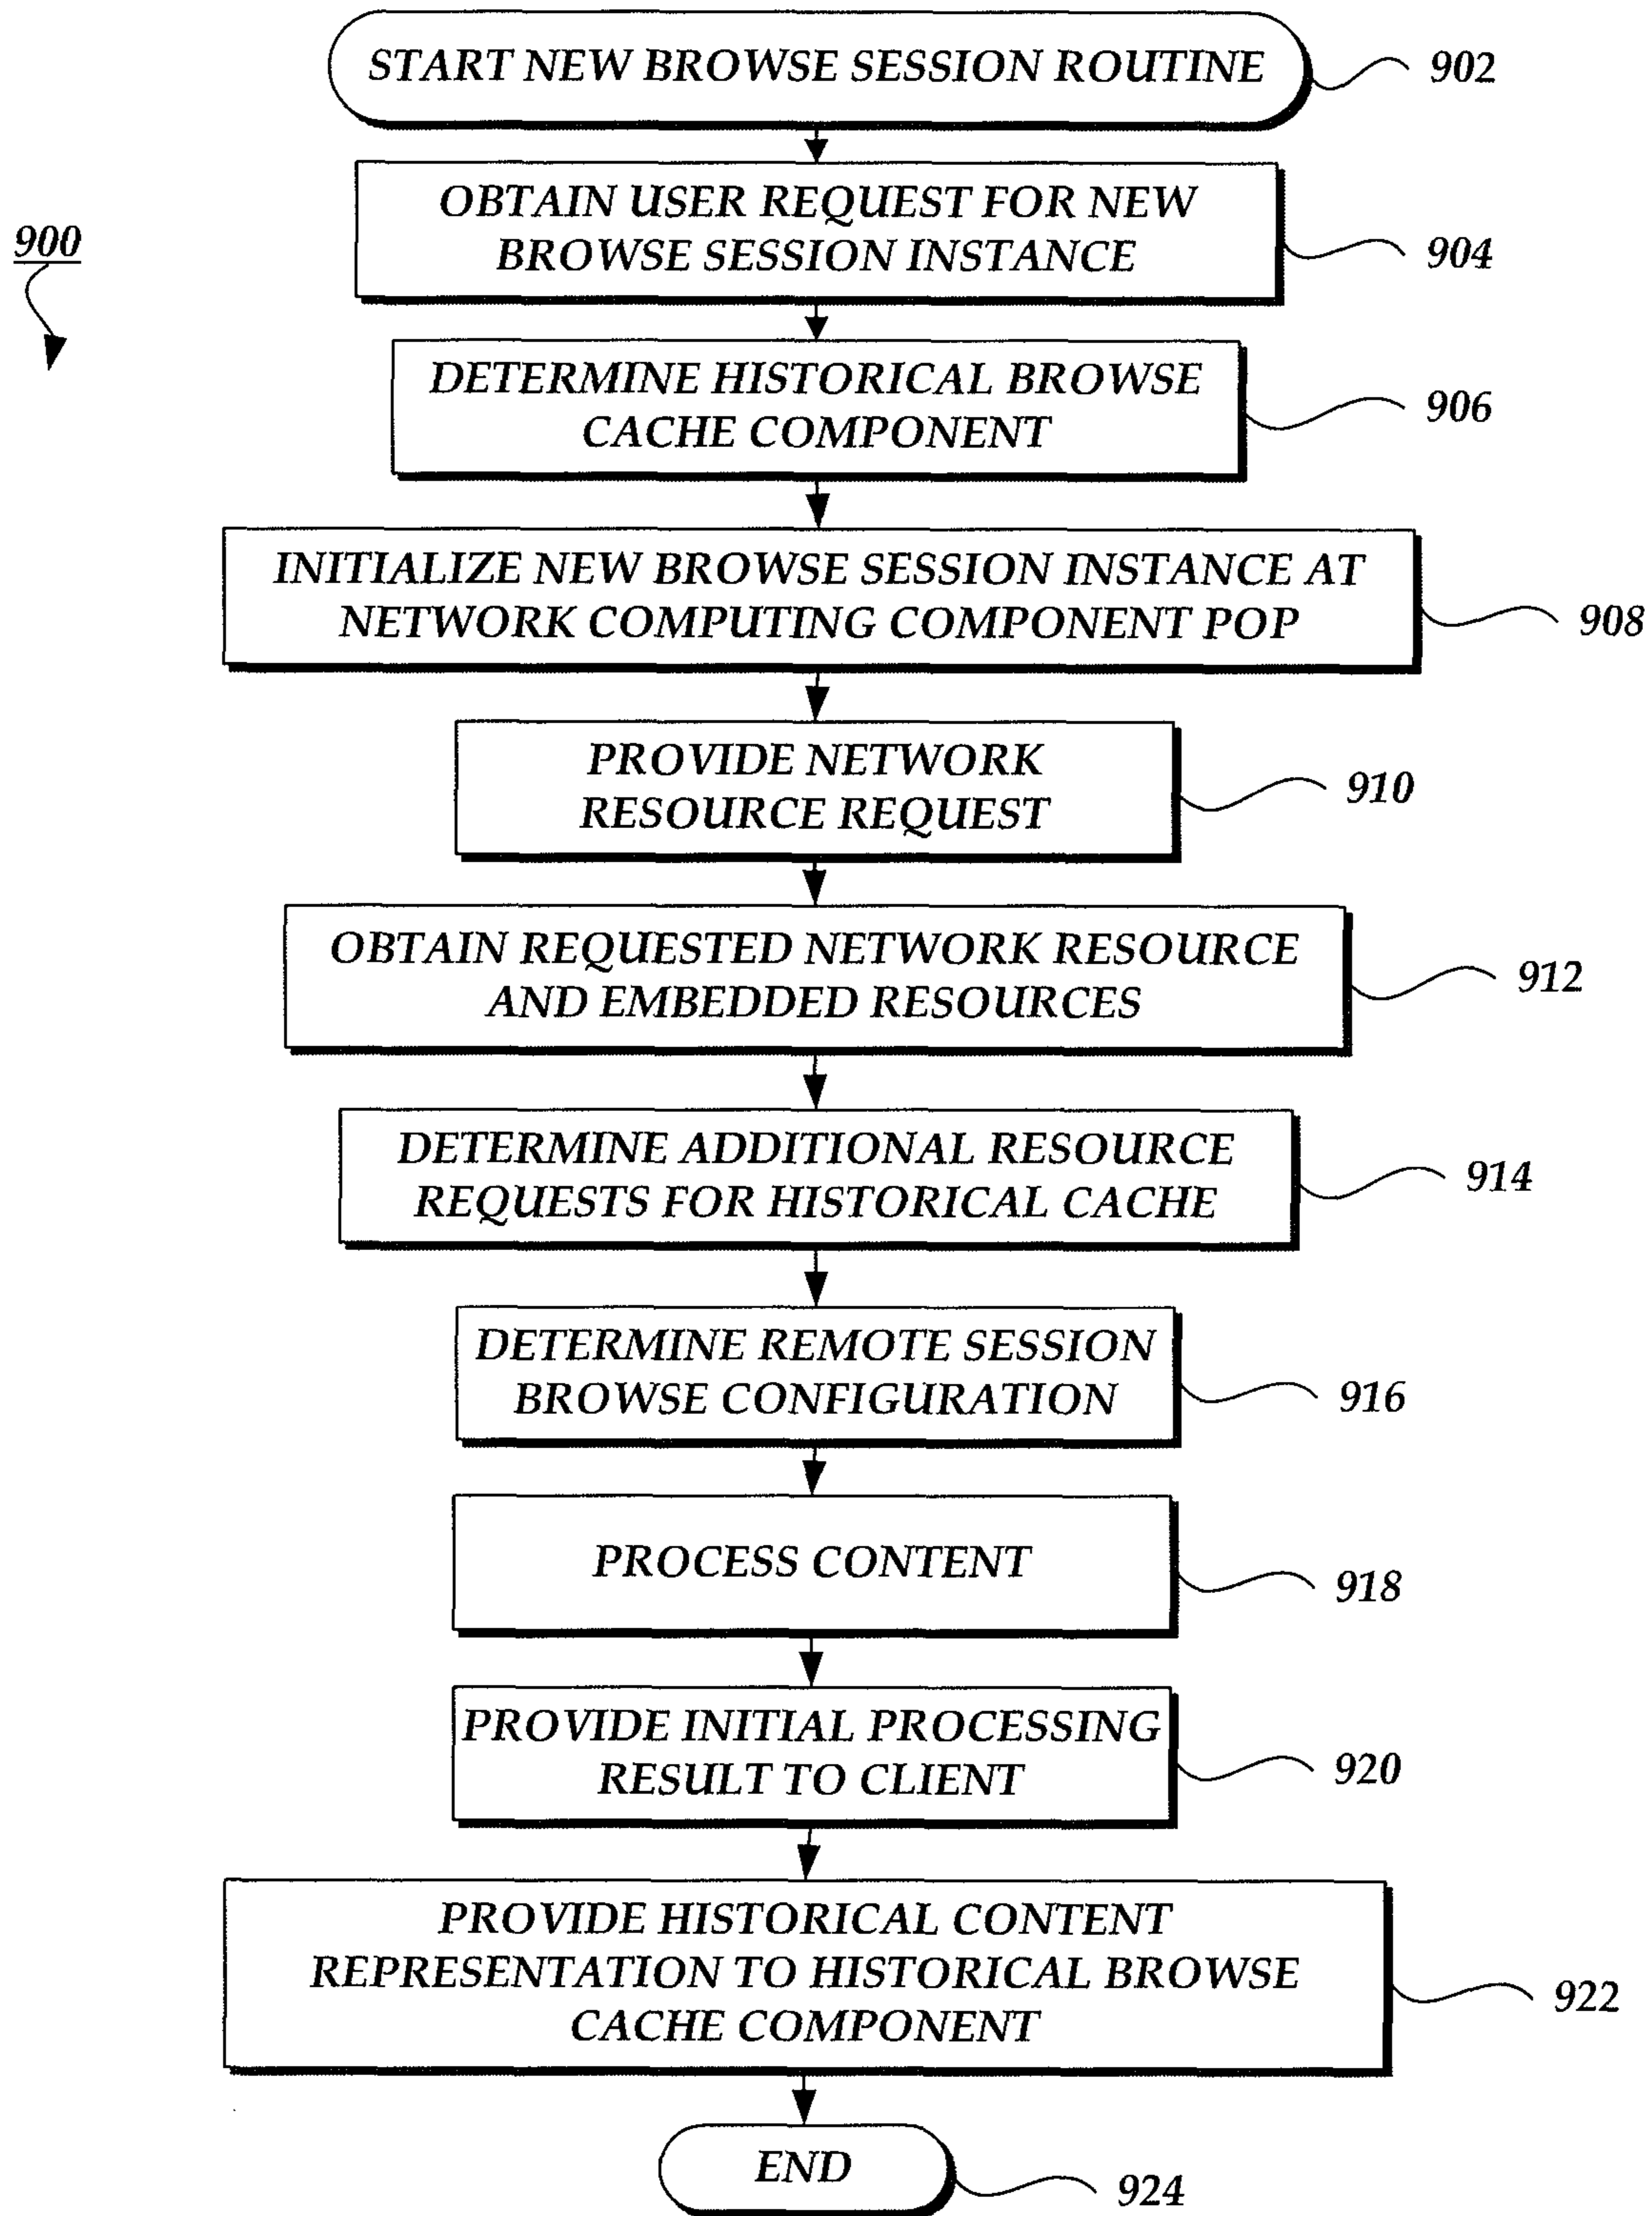 START NEW BROWSE SESSION ROUTINE
902
900
OBTAIN USER REQUEST FOR NEW
BROWSE SESSION INSTANCE
904
DETERMINE HISTORICAL BROWSE
CACHE COMPONENT
906
INITIALIZE NEW BROWSE SESSION INSTANCE AT
NETWORK COMPUTING COMPONENT POP
908
PROVIDE NETWORK
RESOURCE REQUEST
910
OBTAIN REQUESTED NETWORK RESOURCE
AND EMBEDDED RESOURCES
912
DETERMINE ADDITIONAL RESOURCE
REQUESTS FOR HISTORICAL CACHE
914
DETERMINE REMOTE SESSION
BROWSE CONFIGURATION
916
PROCESS CONTENT
918
PROVIDE INITIAL PROCESSING
RESULT TO CLIENT
920
PROVIDE HISTORICAL CONTENT
REPRESENTATION TO HISTORICAL BROWSE
CACHE COMPONENT
922
END
924